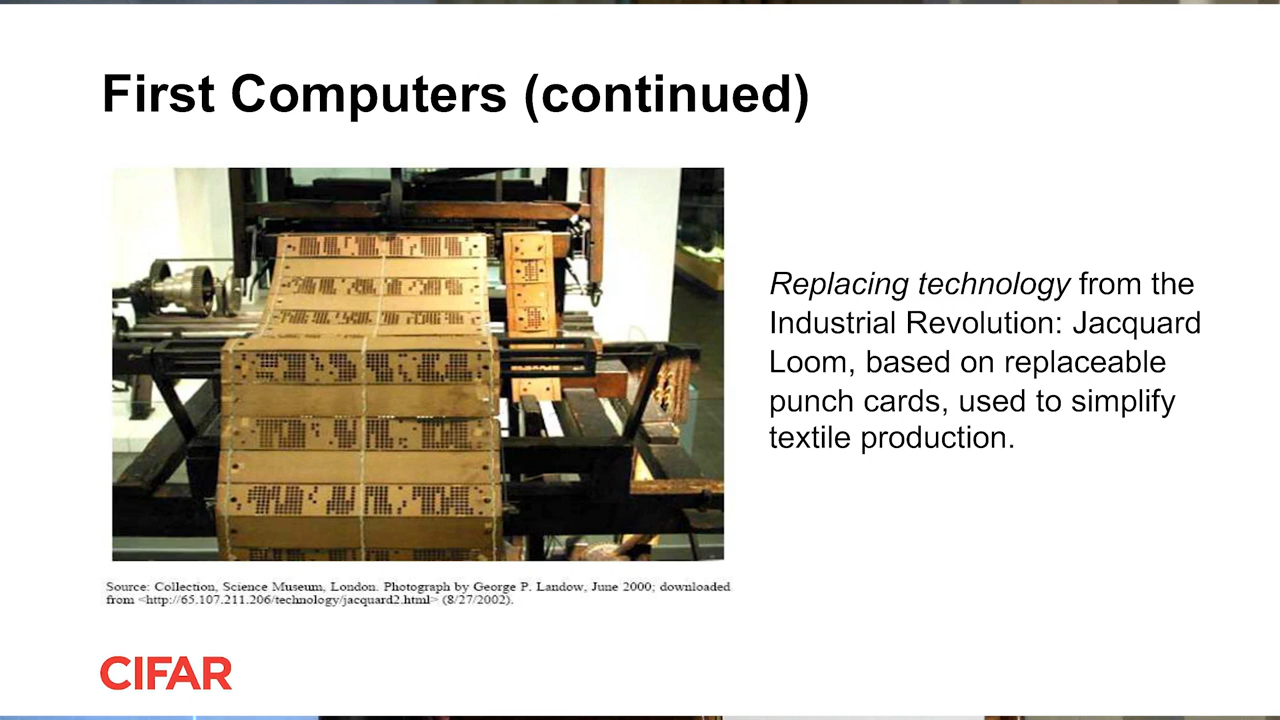 First Computers (continued)
Replacing technology from the
Industrial Revolution: Jacquard
Loom, based on replaceable
punch cards, used to simplify
textile production.
Source: Collection, Science Museum, London. Photograph by George P. Landow, June 2000; downloaded
from <http://65.107.211.206/technology/jacquard2.html> (8/27/2002).
CIFAR